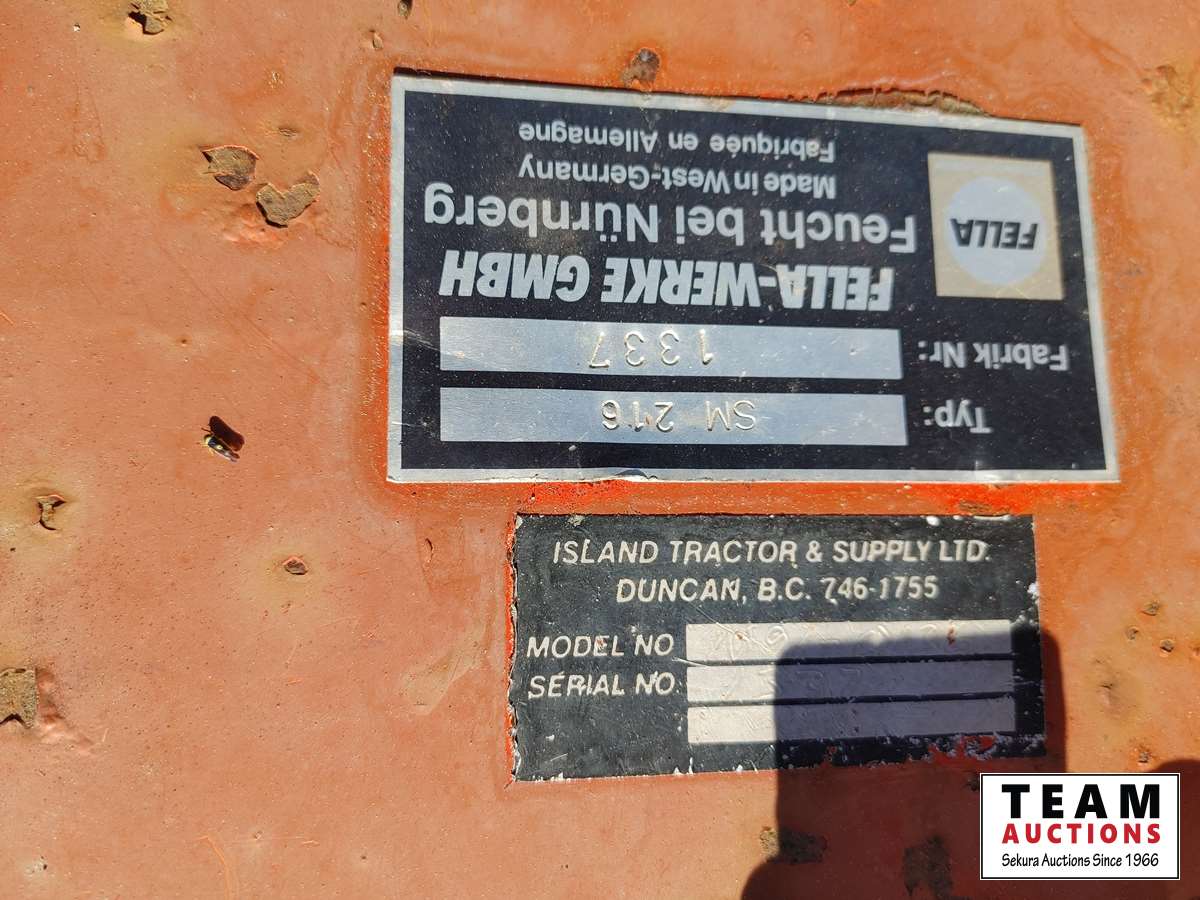 FELLA
FELLA-WERKE GMBH
Feucht bei Nürnberg
Made in West-Germany
Fabriquée en Allemagne
Typ: SM 216
Fabrik Nr: 1337
ISLAND TRACTOR & SUPPLY LTD.
DUNCAN, B.C. 746-1755
MODEL NO
SERIAL NO.
TEAM
AUCTIONS
Sekura Auctions Since 1966